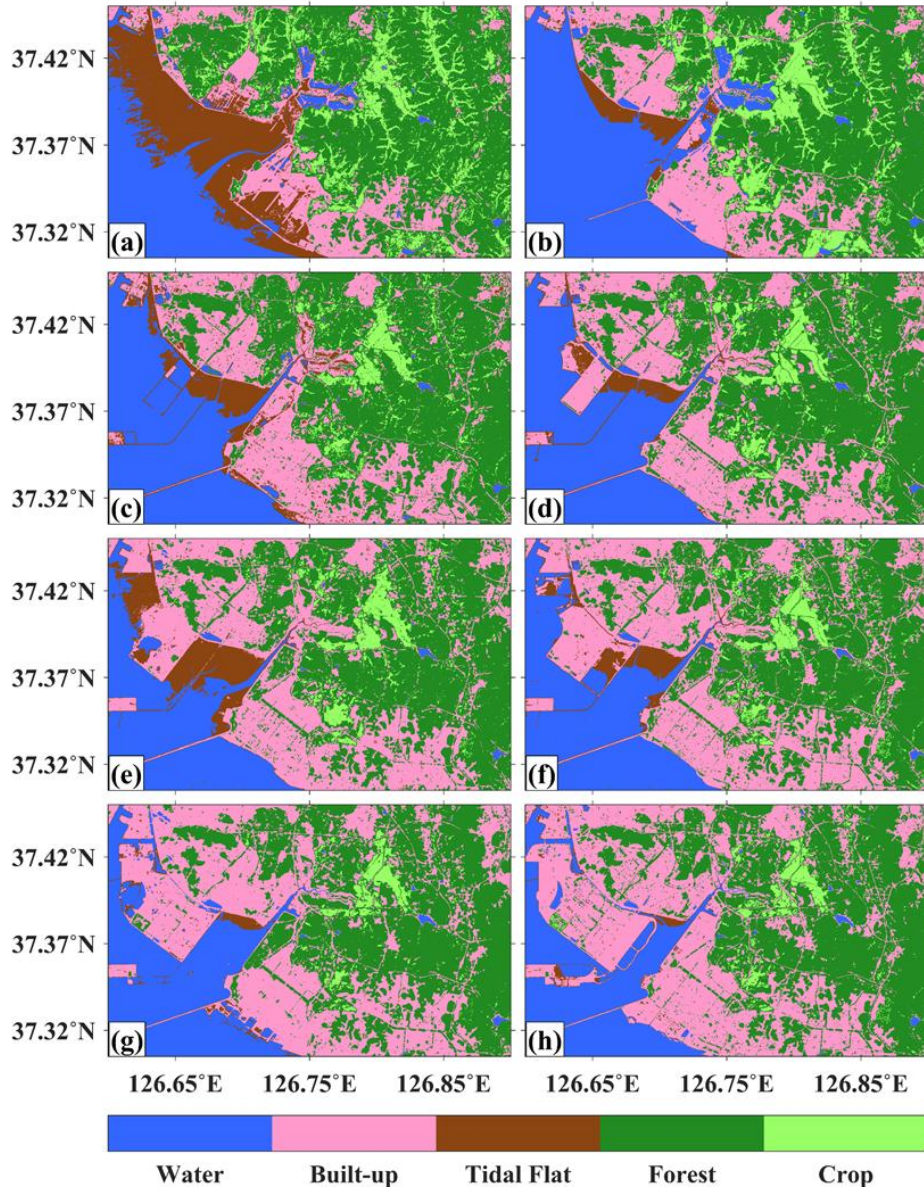 37.42°N
37.37°N
37.32°N
(a)
(b)
37.42°N
37.37°N
37.32°N
(c)
(d)
37.42°N
37.37°N
37.32°N
(e)
(f)
37.42°N
37.37°N
37.32°N
(g)
(h)
126.65°E 126.75°E 126.85°E 126.65°E 126.75°E 126.85°E
Water Built-up Tidal Flat Forest Crop